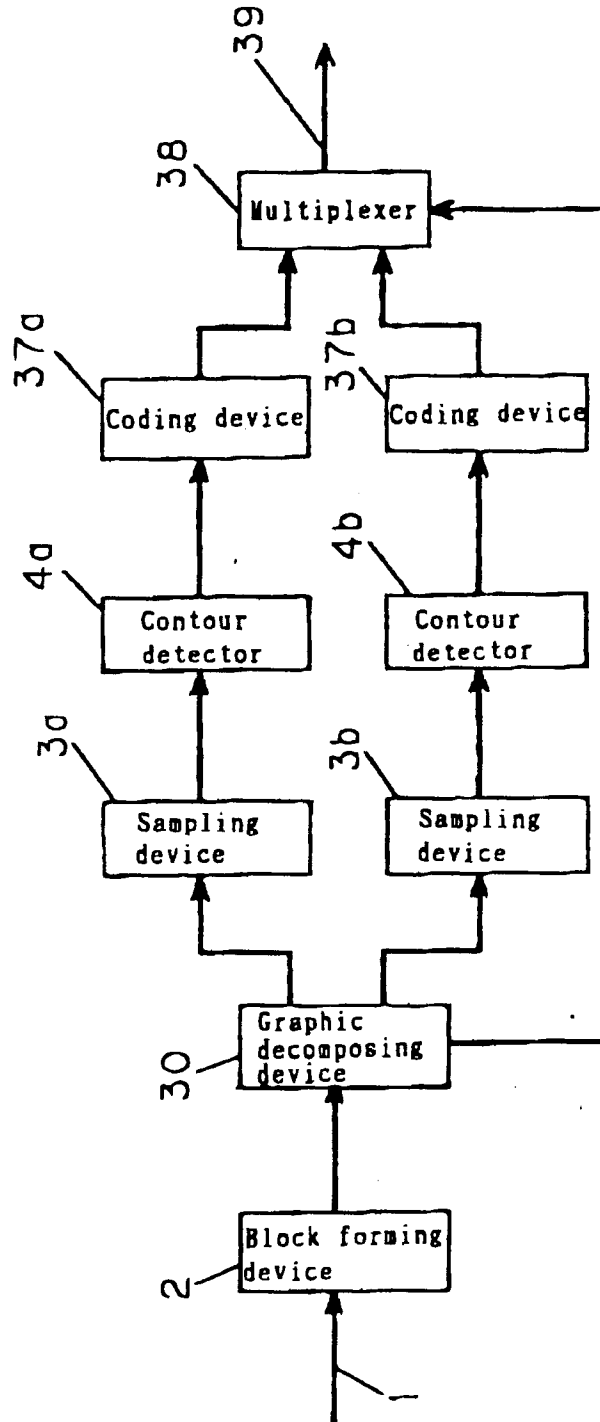 39
38
Multiplexer
37a
Coding device
37b
Coding device
4a
Contour
detector
4b
Contour
detector
3a
Sampling
device
3b
Sampling
device
30
Graphic
decomposing
device
2
Block forming
device
1